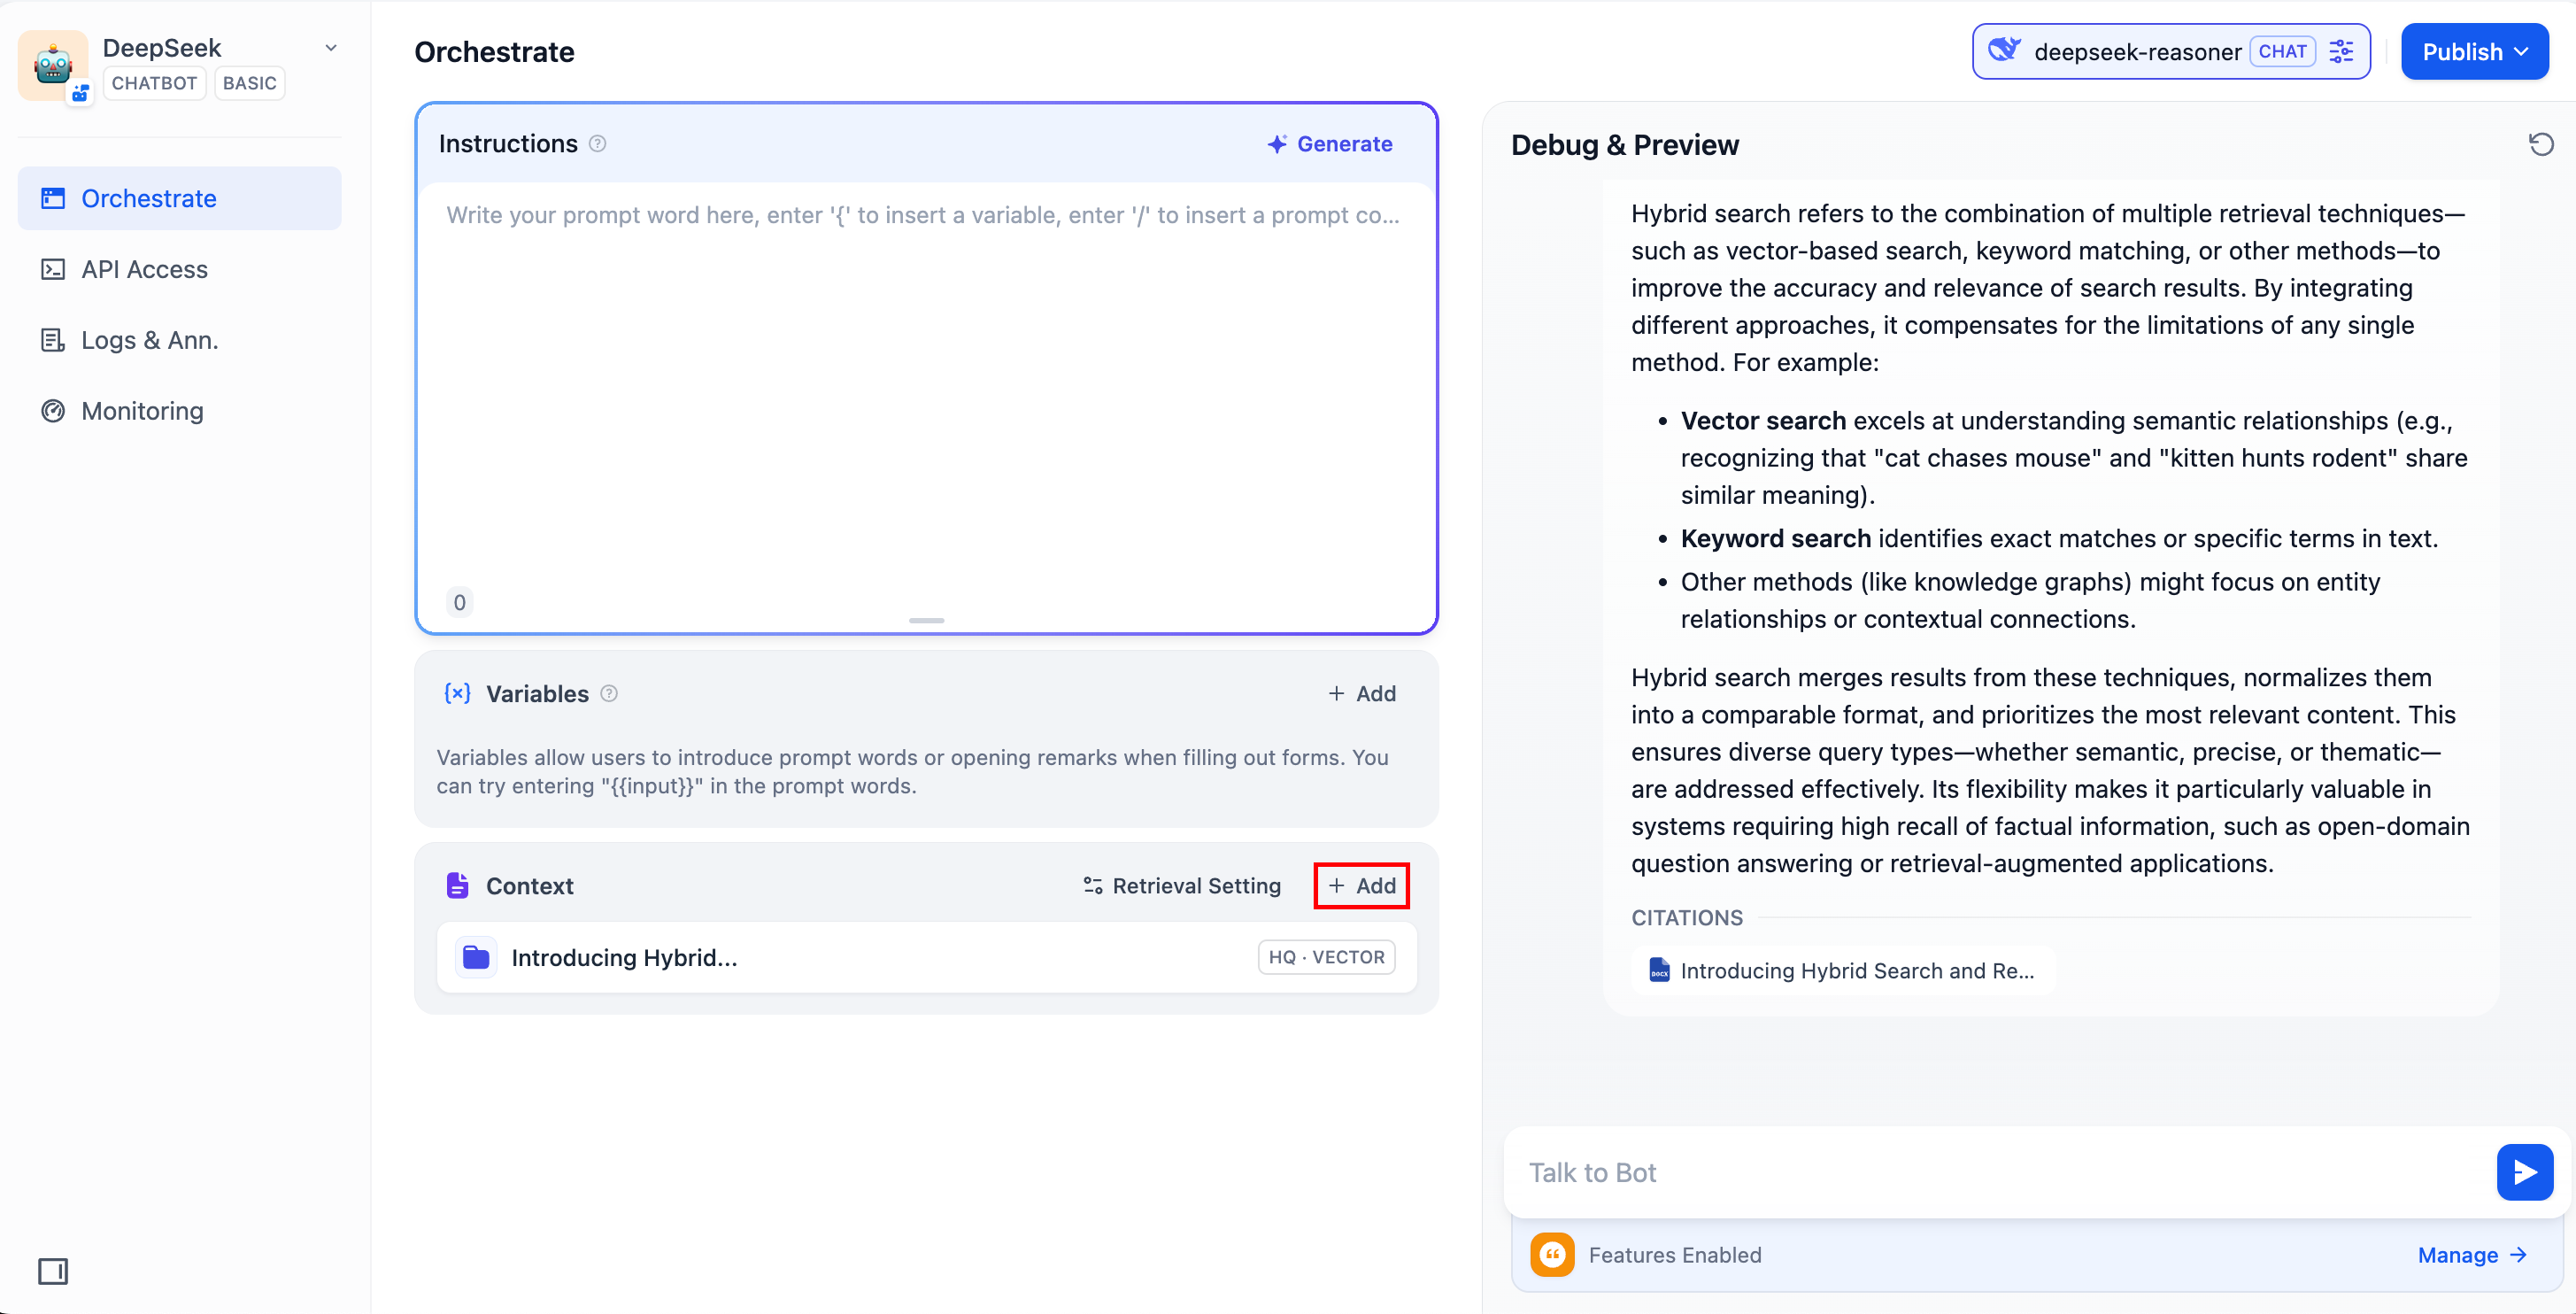 DeepSeek
CHATBOT BASIC
Orchestrate
API Access
Logs & Ann.
Monitoring
Orchestrate
deepseek-reasoner CHAT
Publish
Instructions
Generate
Write your prompt word here, enter '{' to insert a variable, enter '/' to insert a prompt co...
0
Variables
+ Add
Variables allow users to introduce prompt words or opening remarks when filling out forms. You
can try entering "{{input}}" in the prompt words.
Context
Retrieval Setting
+ Add
Introducing Hybrid...
HQ · VECTOR
Debug & Preview
Hybrid search refers to the combination of multiple retrieval techniques—
such as vector-based search, keyword matching, or other methods—to
improve the accuracy and relevance of search results. By integrating
different approaches, it compensates for the limitations of any single
method. For example:
• Vector search excels at understanding semantic relationships (e.g.,
recognizing that "cat chases mouse" and "kitten hunts rodent" share
similar meaning).
• Keyword search identifies exact matches or specific terms in text.
• Other methods (like knowledge graphs) might focus on entity
relationships or contextual connections.
Hybrid search merges results from these techniques, normalizes them
into a comparable format, and prioritizes the most relevant content. This
ensures diverse query types—whether semantic, precise, or thematic—
are addressed effectively. Its flexibility makes it particularly valuable in
systems requiring high recall of factual information, such as open-domain
question answering or retrieval-augmented applications.
CITATIONS
DOCX Introducing Hybrid Search and Re...
Talk to Bot
Features Enabled
Manage